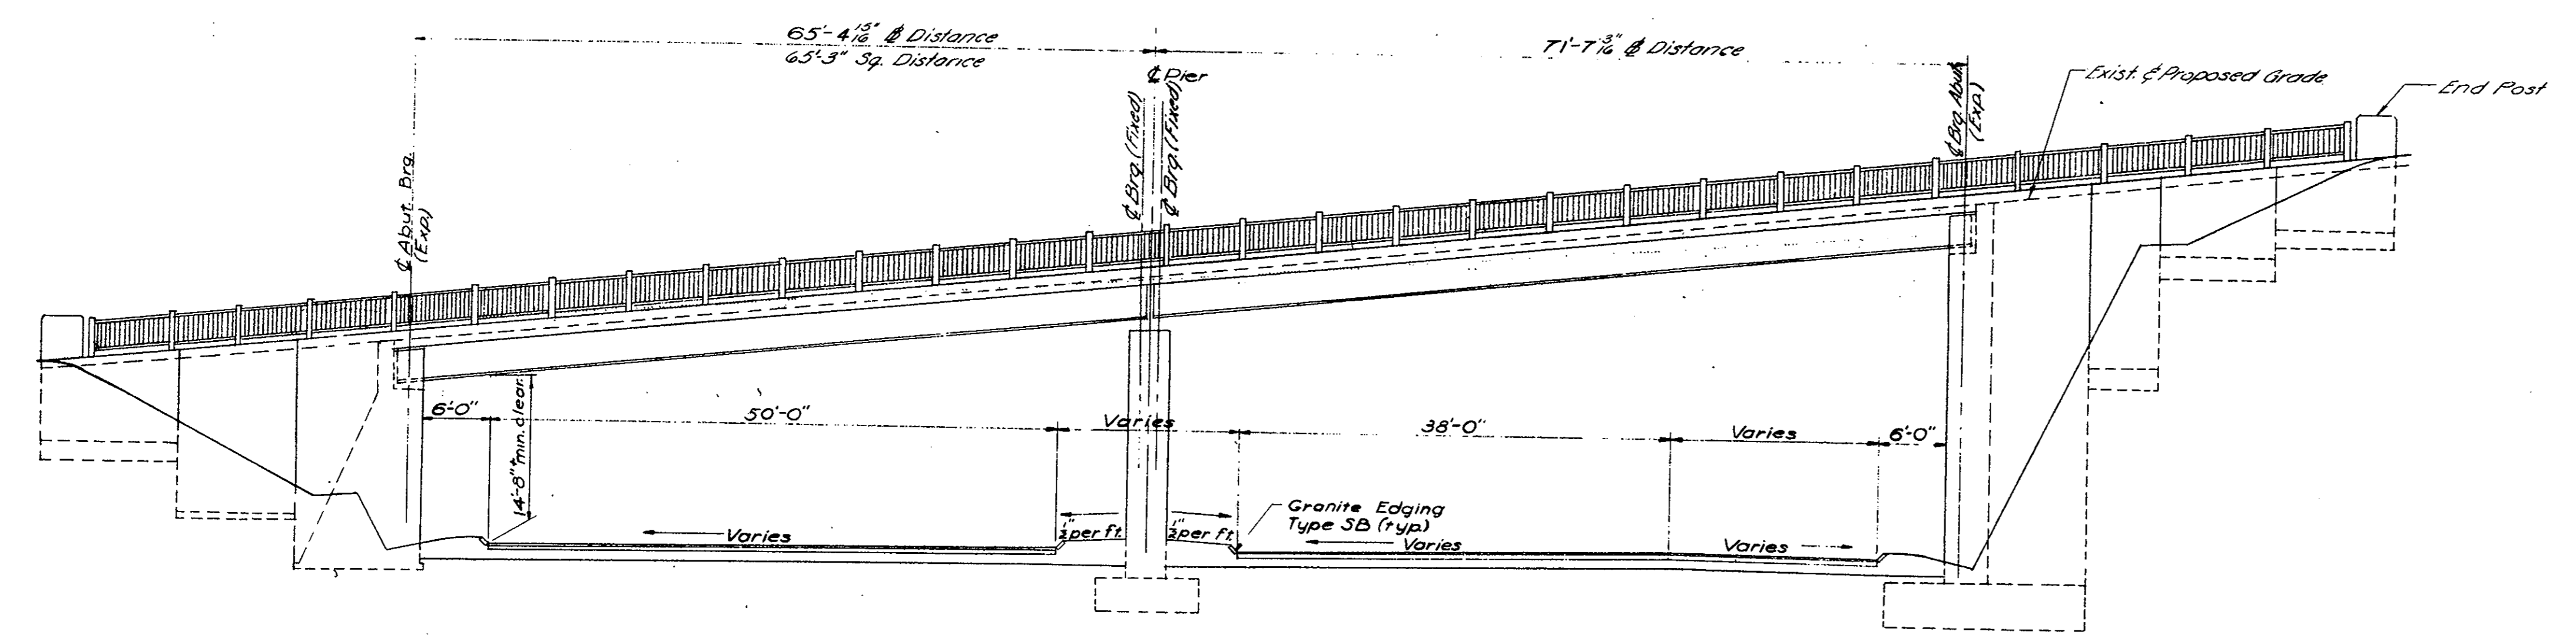 65'-4 15/16" ℄ Distance
65'-3" Sq. Distance
71'-7 3/16" ℄ Distance
℄ Pier
Exist. & Proposed Grade
End Post
℄ Abut. Brg.
(Exp.)
℄ Brg. (Fixed)
℄ Brg. (Fixed)
℄ Brg. Abut.
(Exp.)
6'-0"
14'-8"± min. clear.
50'-0"
Varies
38'-0"
Varies
6'-0"
Varies
1/2" per ft.
1/2" per ft.
Granite Edging
Type SB (typ.)
Varies
Varies